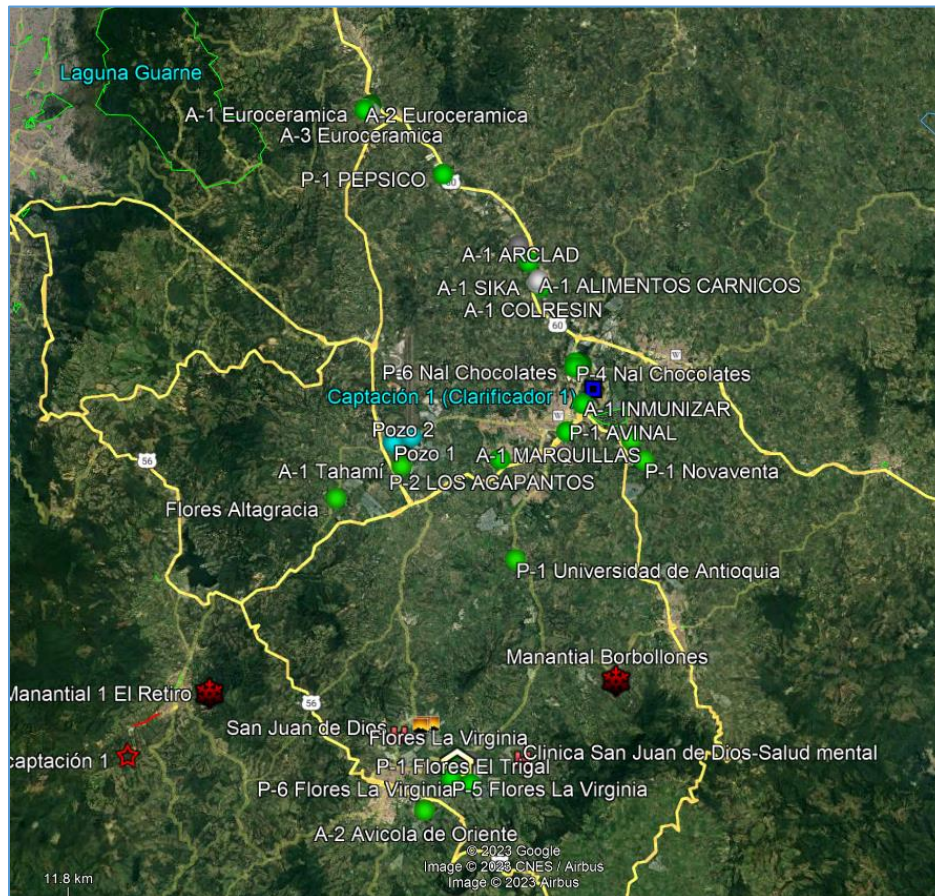 Laguna Guarne
A-1 Euroceramica
A-2 Euroceramica
A-3 Euroceramica
P-1 PEPSICO
60
A-1 ARCLAD
A-1 SIKA
A-1 ALIMENTOS CARNICOS
A-1 COLRESIN
60
P-6 Nal Chocolates
P-4 Nal Chocolates
Captación 1 (Clarificador 1)
A-1 INMUNIZAR
Pozo 2
P-1 AVINAL
Pozo 1
A-1 MARQUILLAS
56
A-1 Tahamí
P-2 LOS AGAPANTOS
P-1 Novaventa
Flores Altagracia
P-1 Universidad de Antioquia
Manantial Borbollones
Manantial 1 El Retiro
56
San Juan de Dios
Flores La Virginia
captación 1
Clinica San Juan de Dios-Salud mental
P-1 Flores El Trigal
P-6 Flores La Virginia
P-5 Flores La Virginia
A-2 Avicola de Oriente
© 2023 Google
Image © 2023 CNES / Airbus
Image © 2023 Airbus
11.8 km